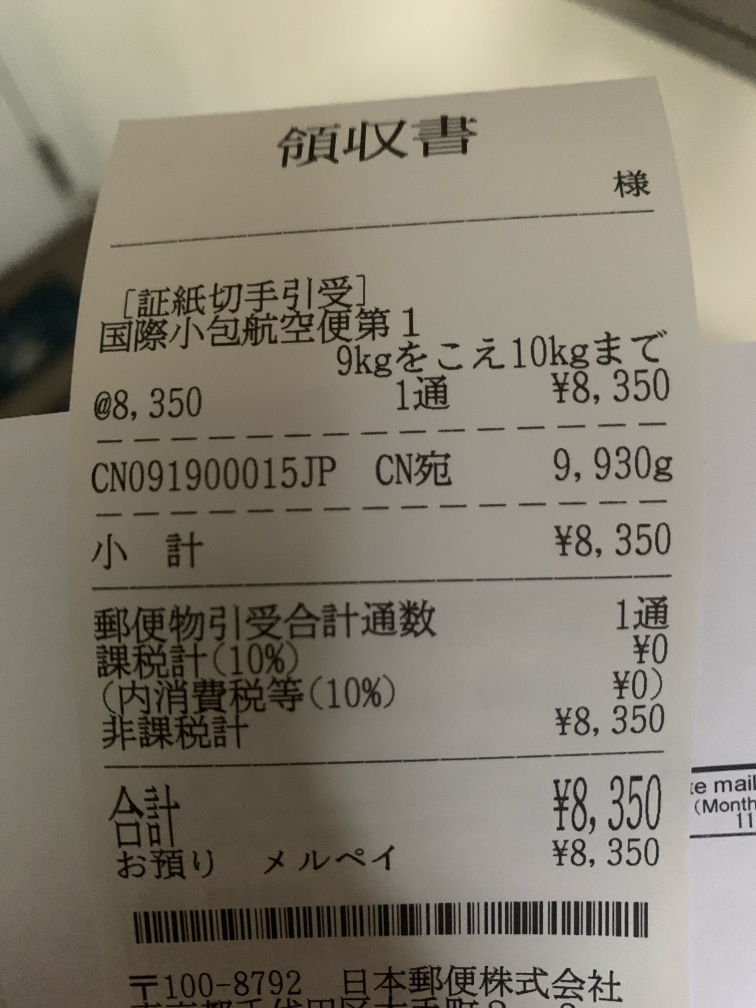 領収書
様
［証紙切手引受］
国際小包航空便第1
9kgをこえ10kgまで
@8,350 1通 ¥8,350
CN091900015JP CN宛 9,930g
小 計 ¥8,350
郵便物引受合計通数 1通
課税計(10%) ¥0
(内消費税等(10%) ¥0)
非課税計 ¥8,350
合計 ¥8,350
お預り メルペイ ¥8,350
〒100-8792 日本郵便株式会社
te mail
(Month
11